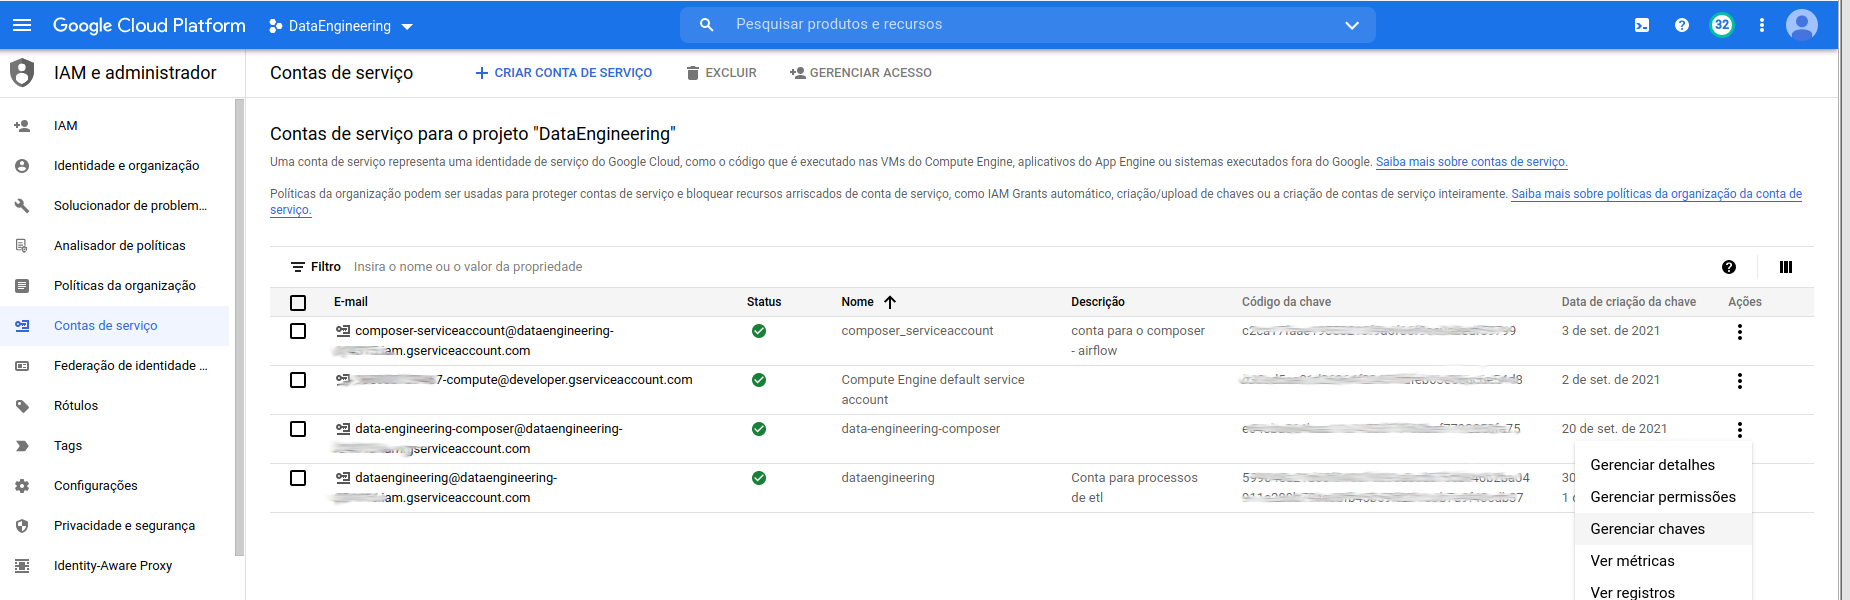 Google Cloud Platform
DataEngineering
Pesquisar produtos e recursos
32
IAM e administrador
Contas de serviço
CRIAR CONTA DE SERVIÇO
EXCLUIR
GERENCIAR ACESSO
IAM
Identidade e organização
Solucionador de problem...
Analisador de políticas
Políticas da organização
Contas de serviço
Federação de identidade ...
Rótulos
Tags
Configurações
Privacidade e segurança
Identity-Aware Proxy
Contas de serviço para o projeto "DataEngineering"
Uma conta de serviço representa uma identidade de serviço do Google Cloud, como o código que é executado nas VMs do Compute Engine, aplicativos do App Engine ou sistemas executados fora do Google. Saiba mais sobre contas de serviço.
Políticas da organização podem ser usadas para proteger contas de serviço e bloquear recursos arriscados de conta de serviço, como IAM Grants automático, criação/upload de chaves ou a criação de contas de serviço inteiramente. Saiba mais sobre políticas da organização da conta de
serviço.
Filtro Insira o nome ou o valor da propriedade
E-mail Status Nome Descrição Código da chave Data de criação da chave Ações
composer-serviceaccount@dataengineering- composer_serviceaccount conta para o composer 3 de set. de 2021
iam.gserviceaccount.com - airflow
7-compute@developer.gserviceaccount.com Compute Engine default service 2 de set. de 2021
account
data-engineering-composer@dataengineering- data-engineering-composer 20 de set. de 2021
gserviceaccount.com
dataengineering@dataengineering- dataengineering Conta para processos 30
iam.gserviceaccount.com de etl 1
Gerenciar detalhes
Gerenciar permissões
Gerenciar chaves
Ver métricas
Ver registros